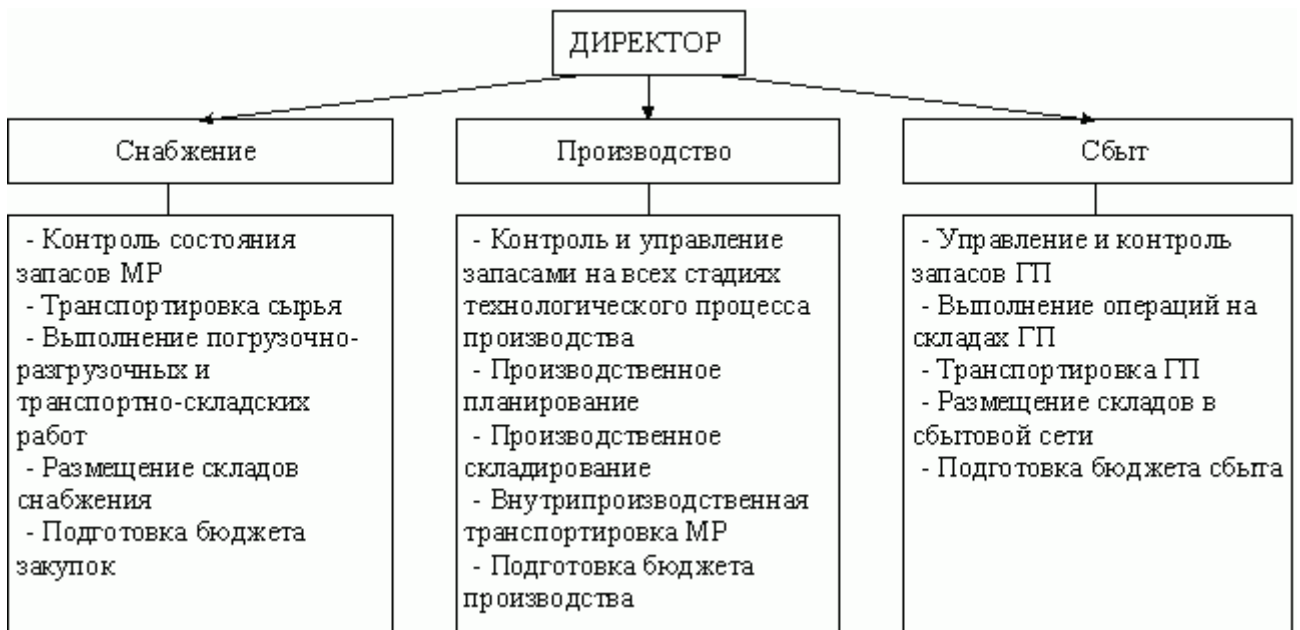 ДИРЕКТОР
Снабжение
Производство
Сбыт
- Контроль состояния
запасов МР
- Транспортировка сырья
- Выполнение погрузочно-
разгрузочных и
транспортно-складских
работ
- Размещение складов
снабжения
- Подготовка бюджета
закупок
- Контроль и управление
запасами на всех стадиях
технологического процесса
производства
- Производственное
планирование
- Производственное
складирование
- Внутрипроизводственная
транспортировка МР
- Подготовка бюджета
производства
- Управление и контроль
запасов ГП
- Выполнение операций на
складах ГП
- Транспортировка ГП
- Размещение складов в
сбытовой сети
- Подготовка бюджета сбыта